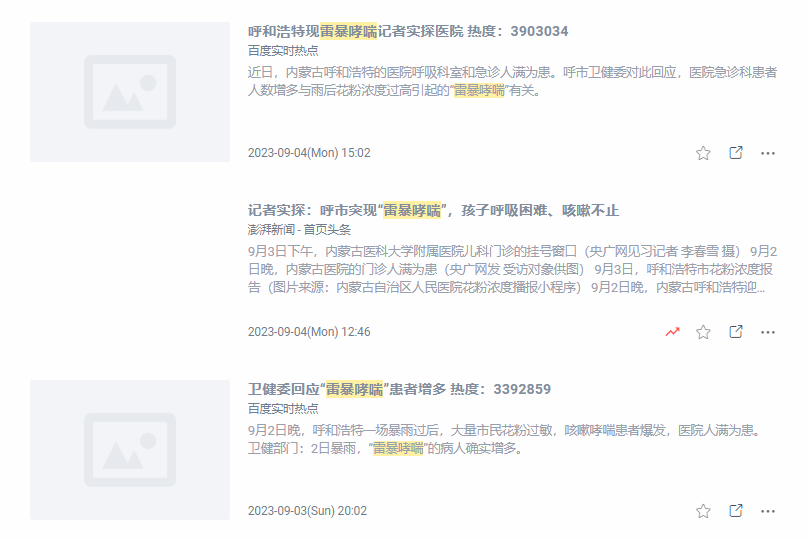 呼和浩特现雷暴哮喘记者实探医院 热度：3903034
百度实时热点
近日，内蒙古呼和浩特的医院呼吸科室和急诊人满为患。呼市卫健委对此回应，医院急诊科患者
人数增多与雨后花粉浓度过高引起的“雷暴哮喘”有关。
2023-09-04(Mon) 15:02
记者实探：呼市突现“雷暴哮喘”，孩子呼吸困难、咳嗽不止
澎湃新闻 - 首页头条
9月3日下午，内蒙古医科大学附属医院儿科门诊的挂号窗口（央广网见习记者 李春雪 摄） 9月2
日晚，内蒙古医院的门诊人满为患（央广网发 受访对象供图） 9月3日，呼和浩特市花粉浓度报
告（图片来源：内蒙古自治区人民医院花粉浓度播报小程序） 9月2日晚，内蒙古呼和浩特迎...
2023-09-04(Mon) 12:46
卫健委回应“雷暴哮喘”患者增多 热度：3392859
百度实时热点
9月2日晚，呼和浩特一场暴雨过后，大量市民花粉过敏，咳嗽哮喘患者爆发，医院人满为患。
卫健部门：2日暴雨，“雷暴哮喘”的病人确实增多。
2023-09-03(Sun) 20:02